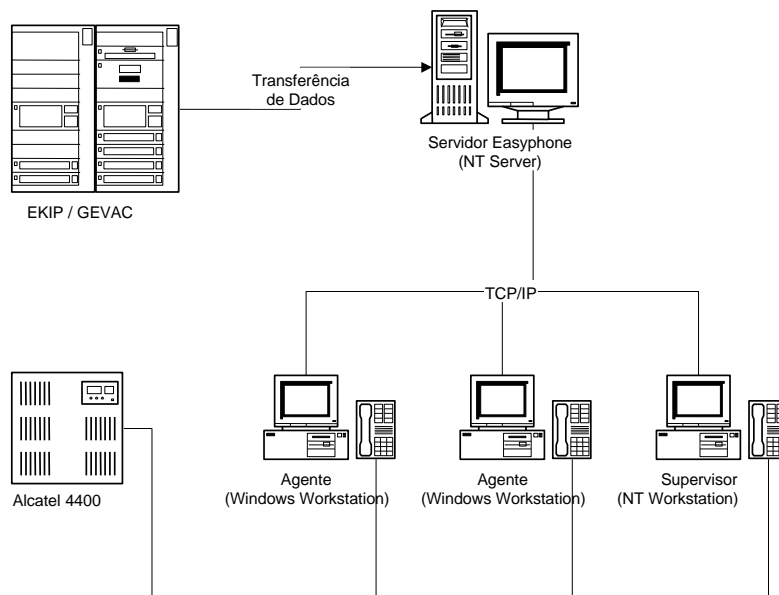 Transferência
de Dados
Servidor Easyphone
(NT Server)
EKIP / GEVAC
TCP/IP
Alcatel 4400
Agente
(Windows Workstation)
Agente
(Windows Workstation)
Supervisor
(NT Workstation)